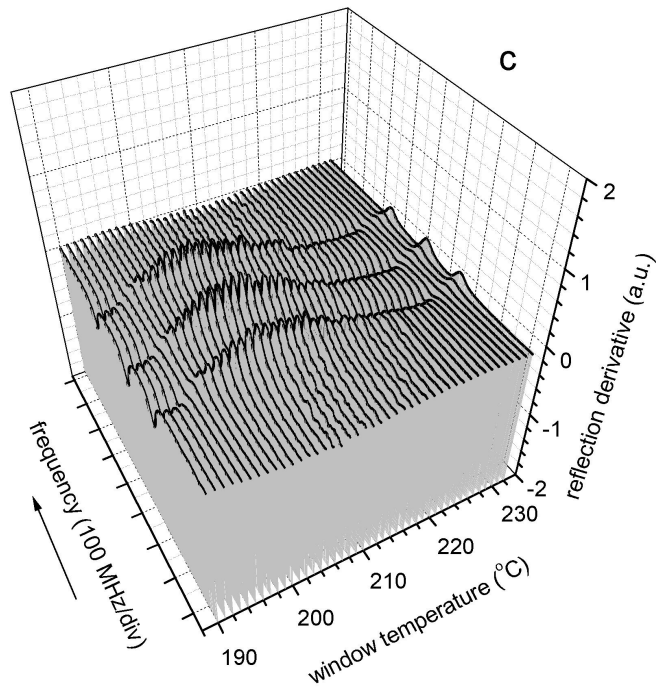 C
2
1
0
-1
-2
reflection derivative (a.u.)
230
220
210
200
190
window temperature (°C)
frequency (100 MHz/div)